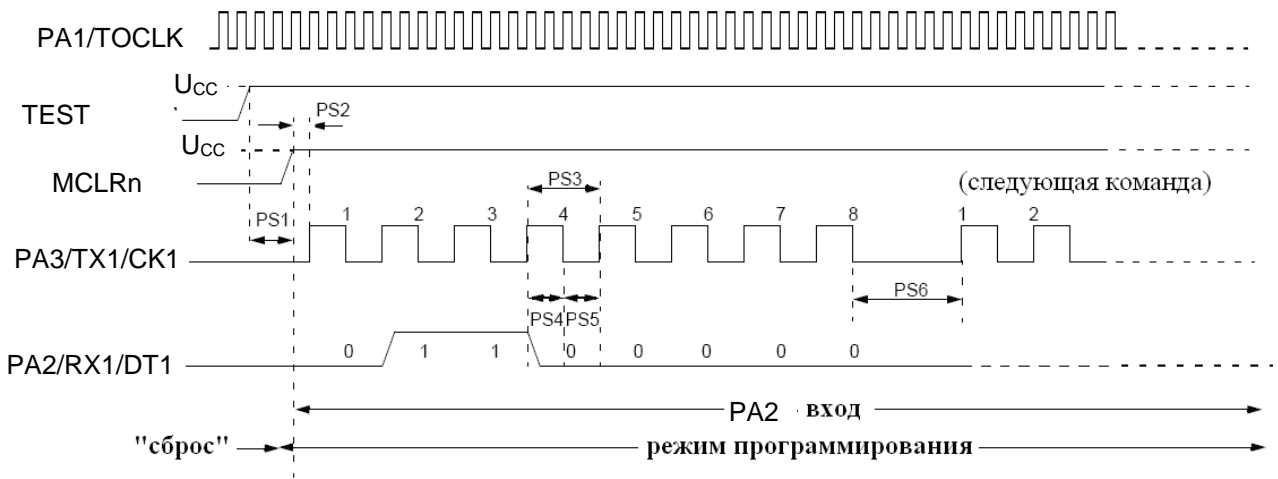 PA1/TOCLK
UCC
TEST
PS2
UCC
MCLRn
PS3
(следующая команда)
PS1
1 2 3 4 5 6 7 8 1 2
PA3/TX1/CK1
PS6
PS4 PS5
PA2/RX1/DT1
0 1 1 0 0 0 0 0
PA2 вход
"сброс" режим программирования